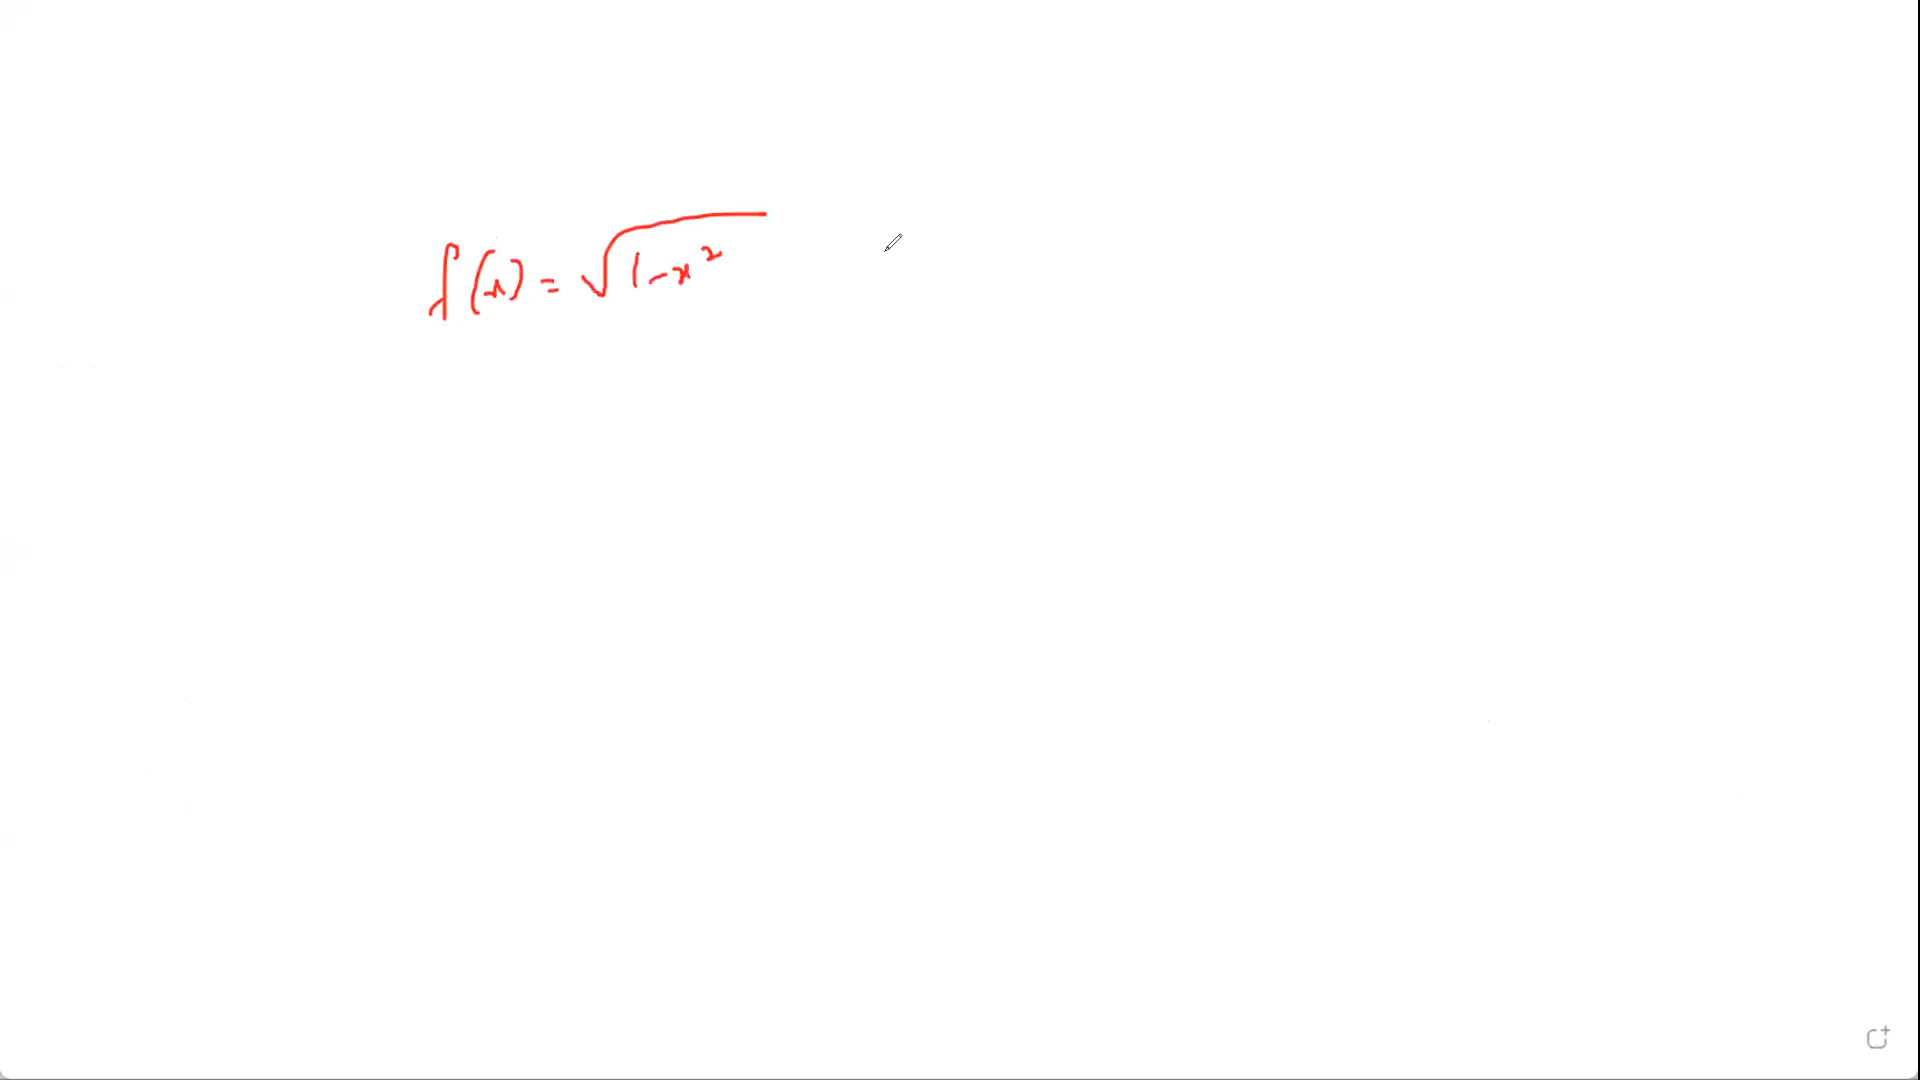 f(x) = √1-x²